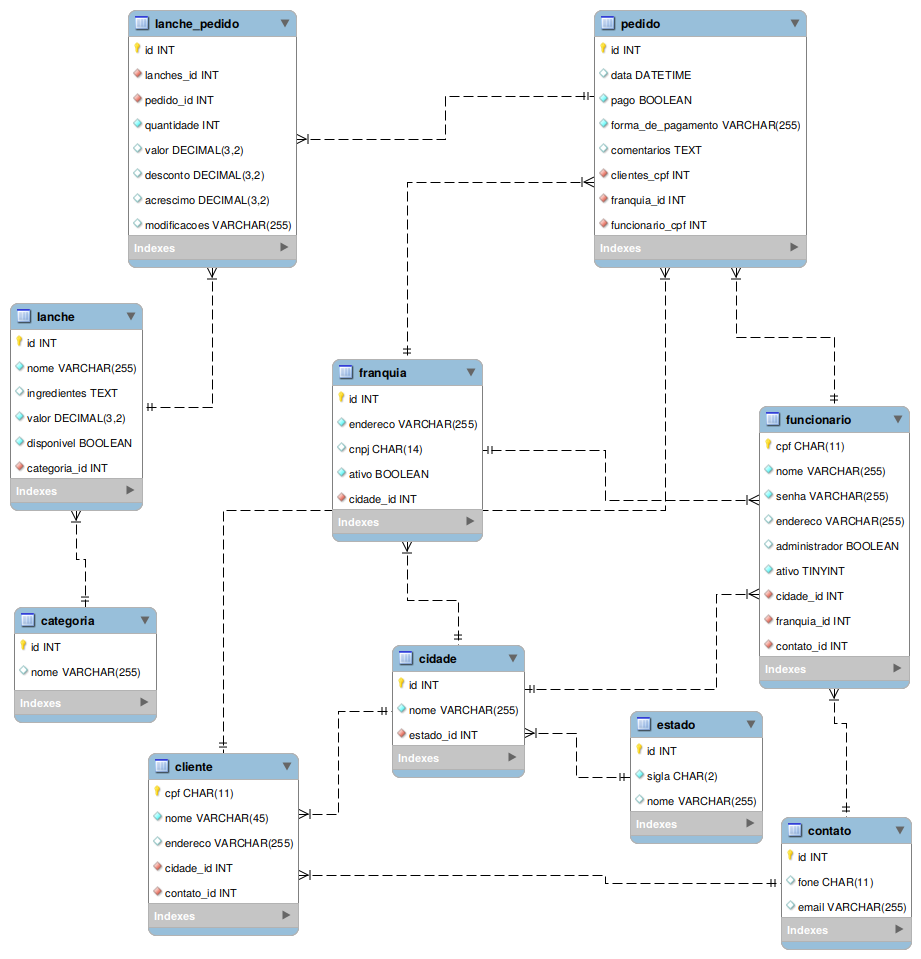 lanche_pedido
id INT
lanches_id INT
pedido_id INT
quantidade INT
valor DECIMAL(3,2)
desconto DECIMAL(3,2)
acrescimo DECIMAL(3,2)
modificacoes VARCHAR(255)
Indexes
pedido
id INT
data DATETIME
pago BOOLEAN
forma_de_pagamento VARCHAR(255)
comentarios TEXT
clientes_cpf INT
franquia_id INT
funcionario_cpf INT
Indexes
lanche
id INT
nome VARCHAR(255)
ingredientes TEXT
valor DECIMAL(3,2)
disponivel BOOLEAN
categoria_id INT
Indexes
franquia
id INT
endereco VARCHAR(255)
cnpj CHAR(14)
ativo BOOLEAN
cidade_id INT
Indexes
funcionario
cpf CHAR(11)
nome VARCHAR(255)
senha VARCHAR(255)
endereco VARCHAR(255)
administrador BOOLEAN
ativo TINYINT
cidade_id INT
franquia_id INT
contato_id INT
Indexes
categoria
id INT
nome VARCHAR(255)
Indexes
cidade
id INT
nome VARCHAR(255)
estado_id INT
Indexes
estado
id INT
sigla CHAR(2)
nome VARCHAR(255)
Indexes
cliente
cpf CHAR(11)
nome VARCHAR(45)
endereco VARCHAR(255)
cidade_id INT
contato_id INT
Indexes
contato
id INT
fone CHAR(11)
email VARCHAR(255)
Indexes